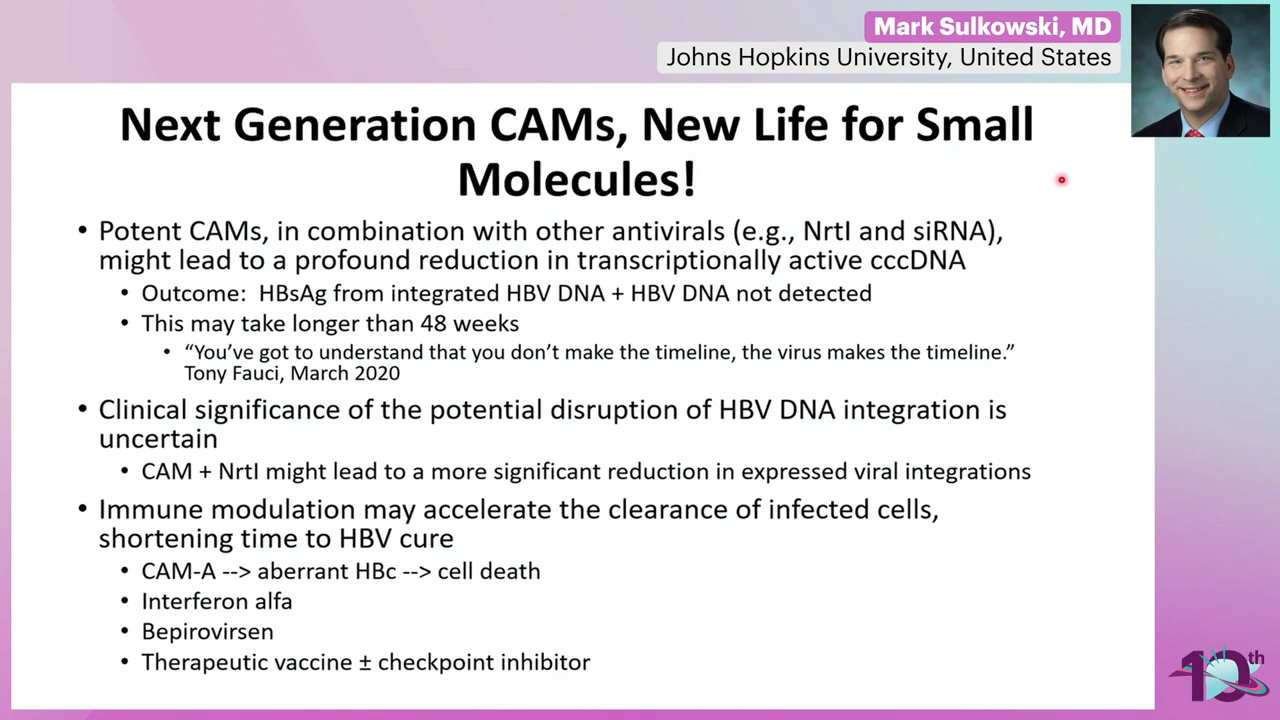 Mark Sulkowski, MD
Johns Hopkins University, United States
Next Generation CAMs, New Life for Small
Molecules!
• Potent CAMs, in combination with other antivirals (e.g., NrtI and siRNA),
might lead to a profound reduction in transcriptionally active cccDNA
• Outcome: HBsAg from integrated HBV DNA + HBV DNA not detected
• This may take longer than 48 weeks
• “You’ve got to understand that you don’t make the timeline, the virus makes the timeline.”
Tony Fauci, March 2020
• Clinical significance of the potential disruption of HBV DNA integration is
uncertain
• CAM + NrtI might lead to a more significant reduction in expressed viral integrations
• Immune modulation may accelerate the clearance of infected cells,
shortening time to HBV cure
• CAM-A --> aberrant HBc --> cell death
• Interferon alfa
• Bepirovirsen
• Therapeutic vaccine ± checkpoint inhibitor
10th